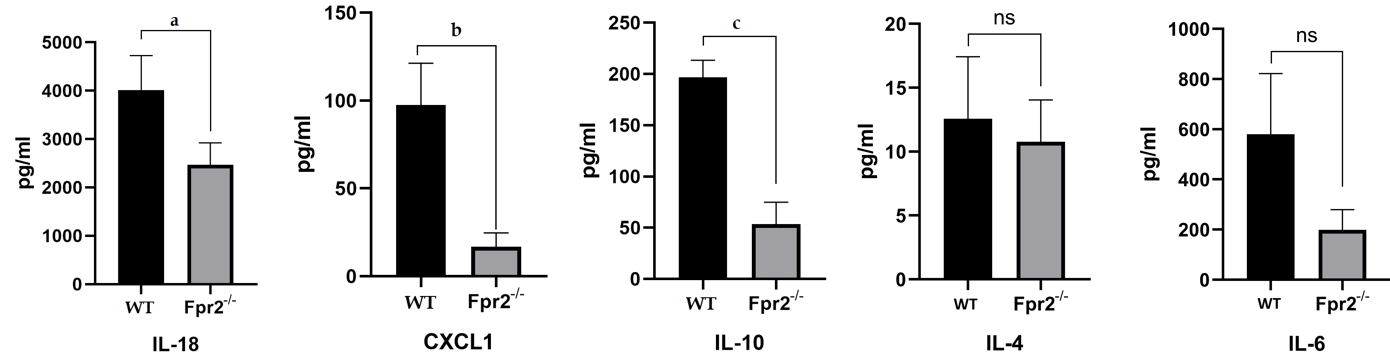 a
5000
4000
3000
2000
1000
0
pg/ml
WT Fpr2-/-
IL-18
b
150
100
50
0
pg/ml
WT Fpr2-/-
CXCL1
c
250
200
150
100
50
0
pg/ml
WT Fpr2-/-
IL-10
ns
20
15
10
5
0
pg/ml
WT Fpr2-/-
IL-4
ns
1000
800
600
400
200
0
pg/ml
WT Fpr2-/-
IL-6